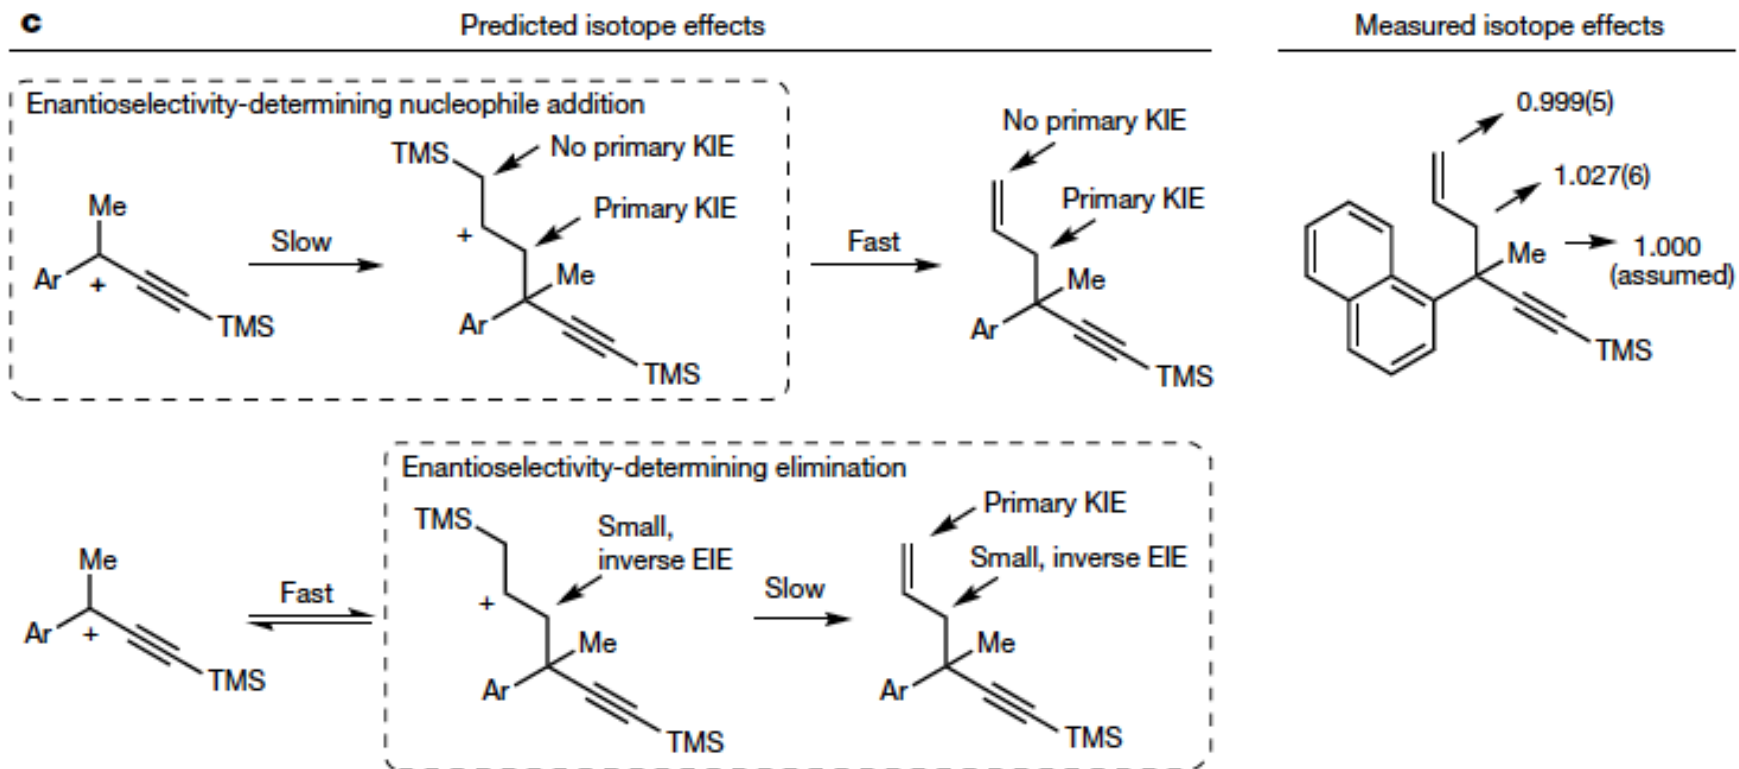 c
Predicted isotope effects
Measured isotope effects
Enantioselectivity-determining nucleophile addition
TMS
No primary KIE
Me
Primary KIE
+
Ar
+
TMS
Slow
Me
Ar
TMS
Fast
No primary KIE
Primary KIE
Me
Ar
TMS
0.999(5)
1.027(6)
Me
1.000
(assumed)
TMS
Enantioselectivity-determining elimination
TMS
Small,
inverse EIE
Me
Fast
+
Ar
+
TMS
Me
Ar
TMS
Slow
Primary KIE
Small, inverse EIE
Me
Ar
TMS